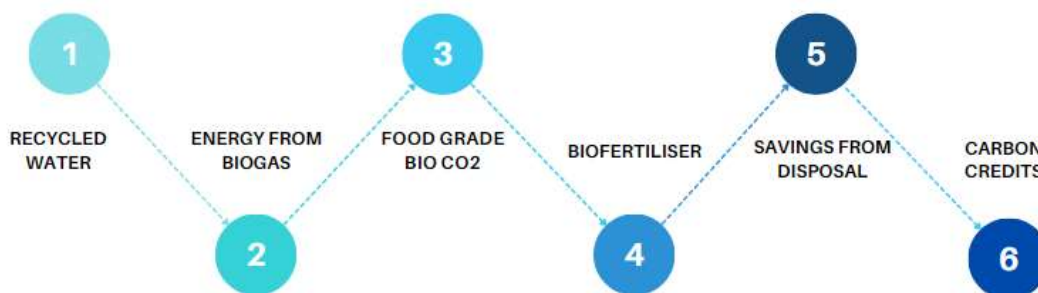 1
RECYCLED
WATER
2
ENERGY FROM
BIOGAS
3
FOOD GRADE
BIO CO2
4
BIOFERTILISER
5
SAVINGS FROM
DISPOSAL
6
CARBON
CREDITS